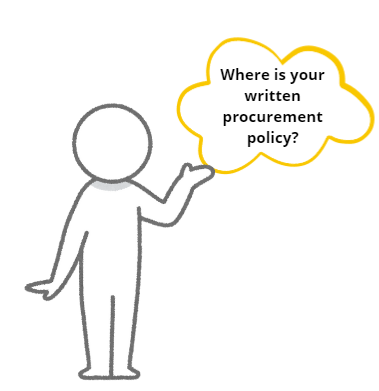 Where is your
written
procurement
policy?